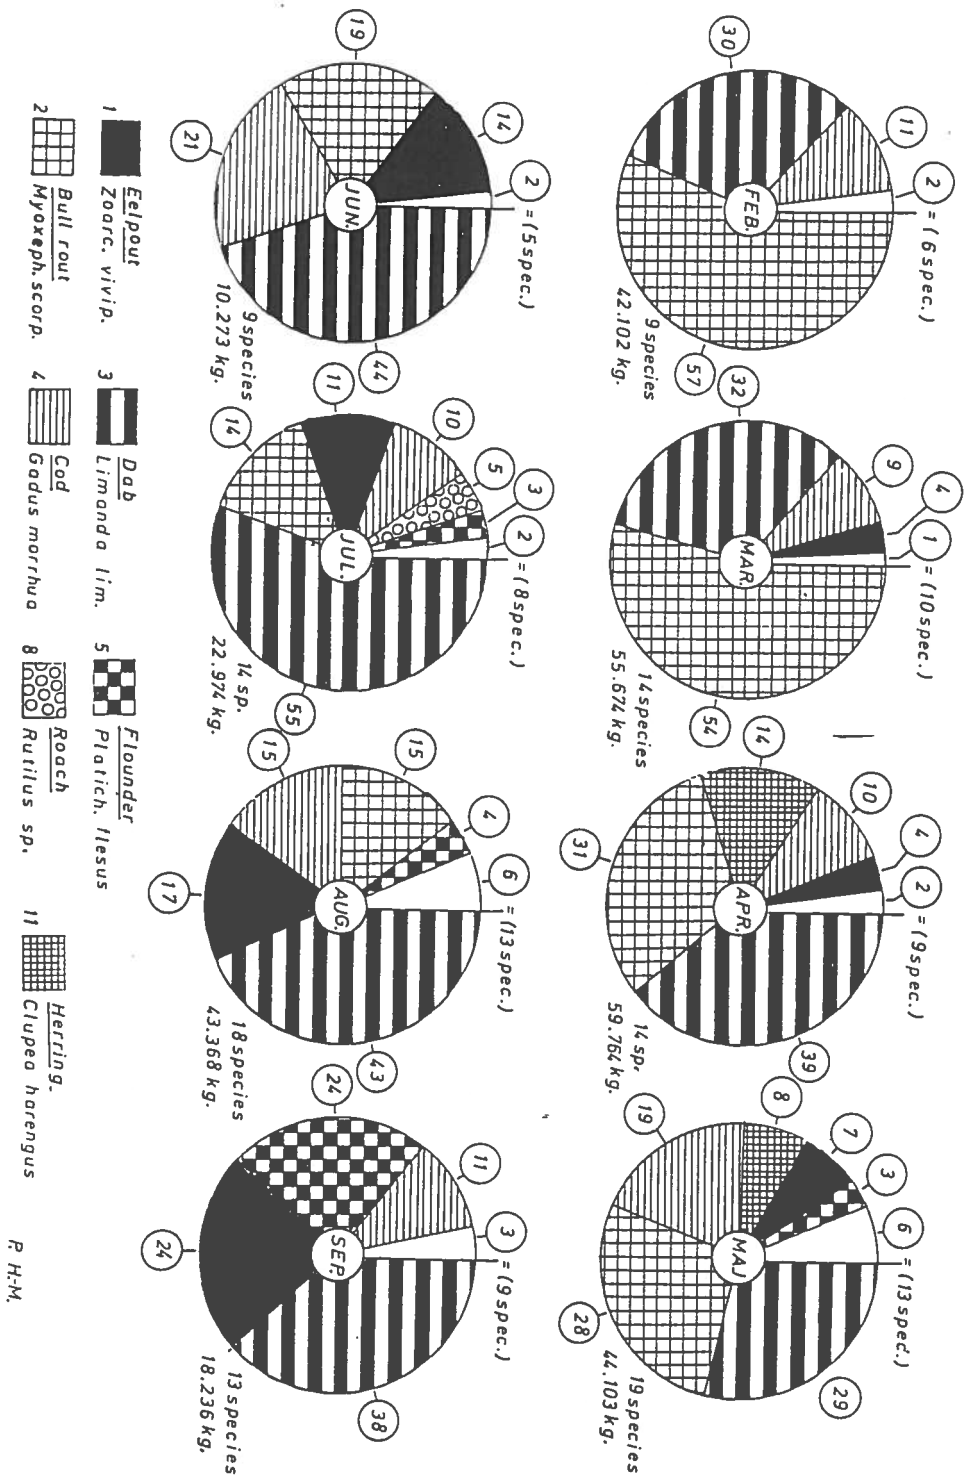 2 = (6 spec.)
11
30
FEB.
57
9 species
42.102 kg.
1 = (10 spec.)
4
9
32
MAR.
54
14 species
55.674 kg.
2 = (9 spec.)
4
10
14
APR.
31
39
14 sp.
59.764 kg.
6 = (13 spec.)
3
7
8
MAJ
19
28
29
19 species
44.103 kg.
2 = (5 spec.)
14
19
JUN.
21
44
9 species
10.273 kg.
2 = (8 spec.)
3
5
10
11
JUL.
14
55
14 sp.
22.974 kg.
6 = (13 spec.)
4
15
15
AUG.
17
43
18 species
43.368 kg.
3 = (9 spec.)
11
24
SEP.
24
38
13 species
18.236 kg.
1 Eelpout
Zoarc. vivip.
3 Dab
Limanda lim.
5 Flounder
Platich. flesus
11 Herring.
Clupea harengus
2 Bull rout
Myoxeph. scorp.
4 Cod
Gadus morrhua
8 Roach
Rutilus sp.
P. H.-M.